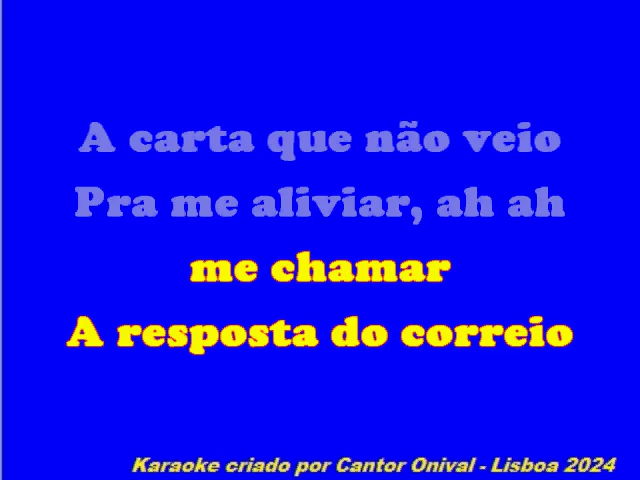 A carta que não veio
Pra me aliviar, ah ah
me chamar
A resposta do correio
Karaoke criado por Cantor Onival - Lisboa 2024